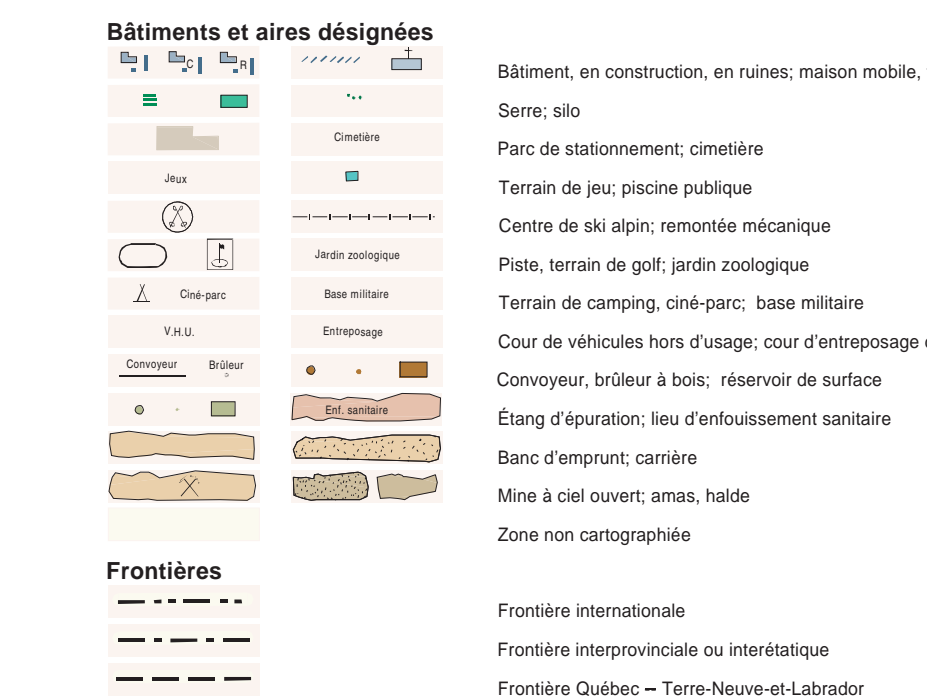 Bâtiments et aires désignées
C R Bâtiment, en construction, en ruines; maison mobile,
Serre; silo
Cimetière Parc de stationnement; cimetière
Jeux Terrain de jeu; piscine publique
Centre de ski alpin; remontée mécanique
Jardin zoologique Piste, terrain de golf; jardin zoologique
Ciné-parc Base militaire Terrain de camping, ciné-parc; base militaire
V.H.U. Entreposage Cour de véhicules hors d’usage; cour d’entreposage
Convoyeur Brûleur Convoyeur, brûleur à bois; réservoir de surface
Enf. sanitaire Étang d’épuration; lieu d’enfouissement sanitaire
Banc d’emprunt; carrière
Mine à ciel ouvert; amas, halde
Zone non cartographiée
Frontières
Frontière internationale
Frontière interprovinciale ou interétatique
Frontière Québec – Terre-Neuve-et-Labrador